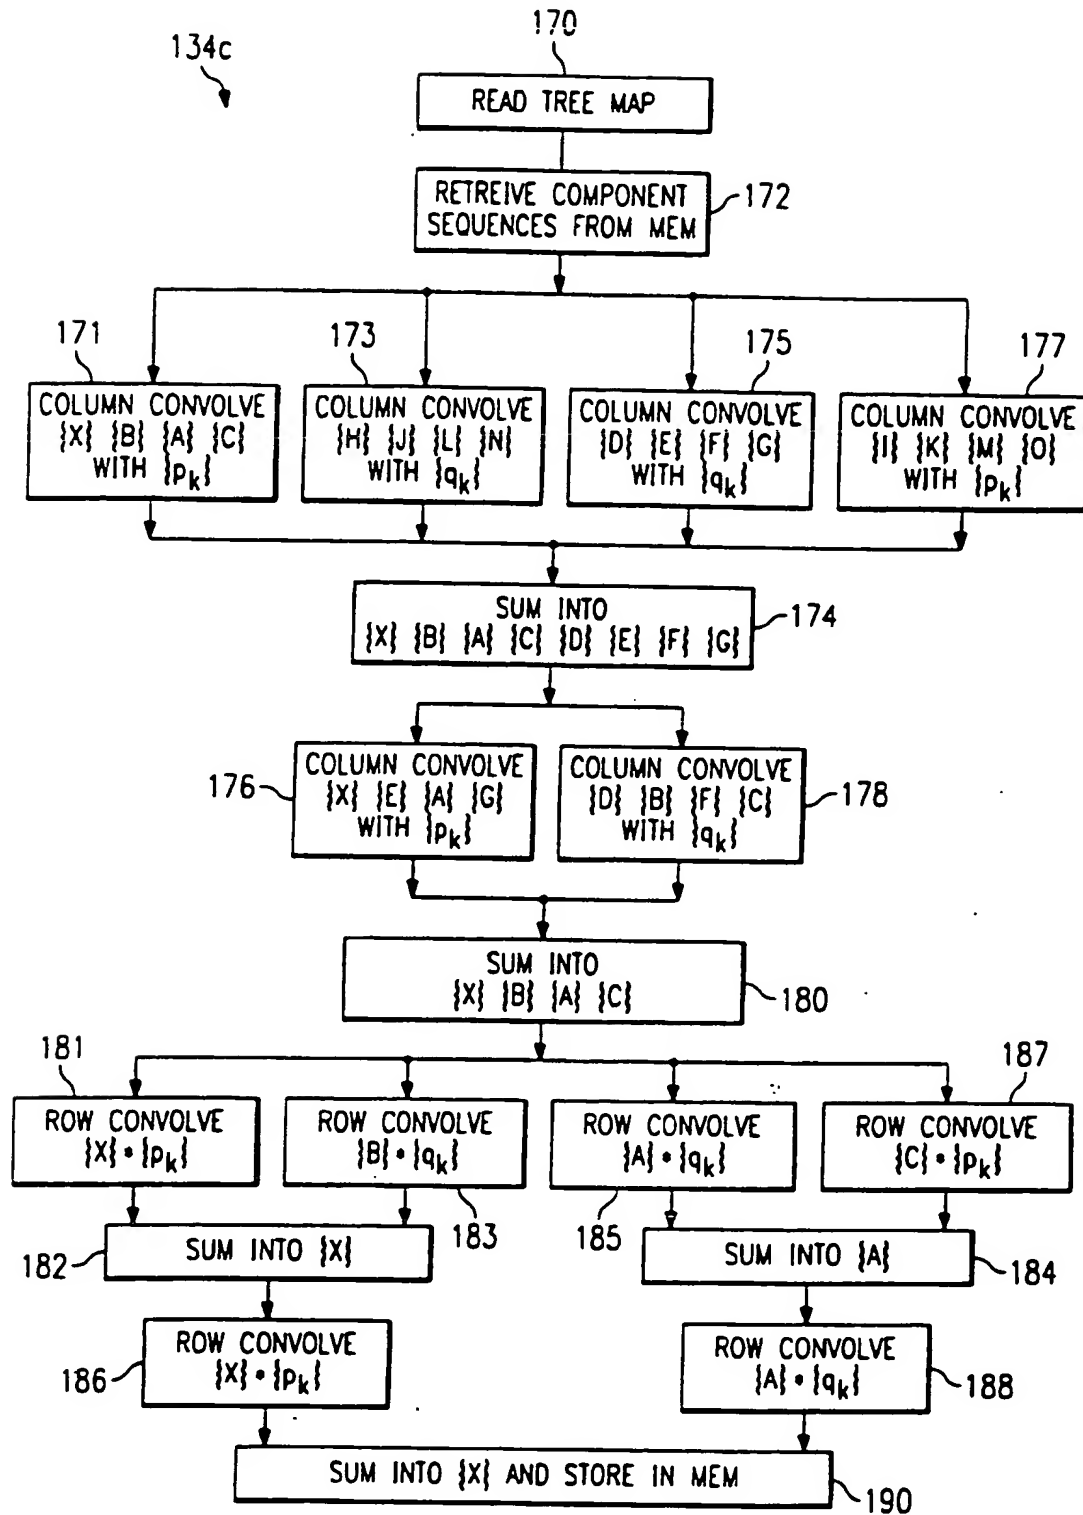 134c
170
READ TREE MAP
RETREIVE COMPONENT
SEQUENCES FROM MEM
172
171
COLUMN CONVOLVE
{X} {B} {A} {C}
WITH {pk}
173
COLUMN CONVOLVE
{H} {J} {L} {N}
WITH {qk}
175
COLUMN CONVOLVE
{D} {E} {F} {G}
WITH {qk}
177
COLUMN CONVOLVE
{I} {K} {M} {O}
WITH {pk}
SUM INTO
{X} {B} {A} {C} {D} {E} {F} {G}
174
176
COLUMN CONVOLVE
{X} {E} {A} {G}
WITH {pk}
COLUMN CONVOLVE
{D} {B} {F} {C}
WITH {qk}
178
SUM INTO
{X} {B} {A} {C}
180
181
ROW CONVOLVE
{X} * {pk}
ROW CONVOLVE
{B} * {qk}
183
ROW CONVOLVE
{A} * {qk}
185
187
ROW CONVOLVE
{C} * {pk}
182
SUM INTO {X}
SUM INTO {A}
184
186
ROW CONVOLVE
{X} * {pk}
ROW CONVOLVE
{A} * {qk}
188
SUM INTO {X} AND STORE IN MEM
190